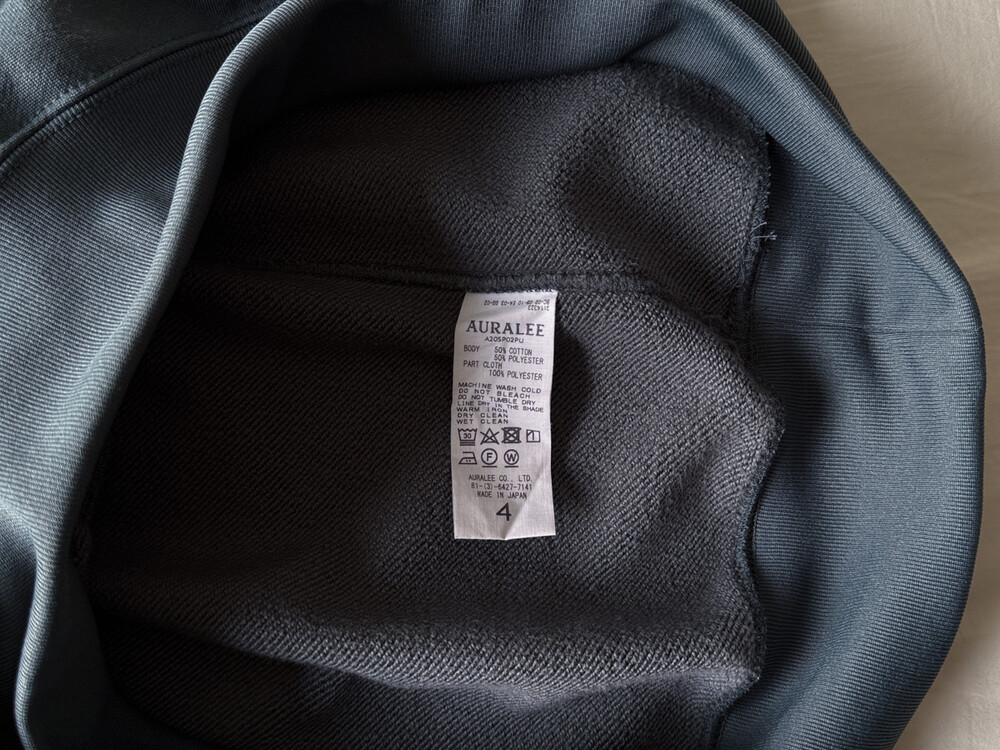 AURALEE
A20SP02PU
BODY 50% COTTON
50% POLYESTER
PART CLOTH
100% POLYESTER
MACHINE WASH COLD
DO NOT BLEACH
DO NOT TUMBLE DRY
LINE DRY IN THE SHADE
WARM IRON
DRY CLEAN
WET CLEAN
30
F W
AURALEE CO., LTD.
81-(3)-6427-7141
MADE IN JAPAN
4